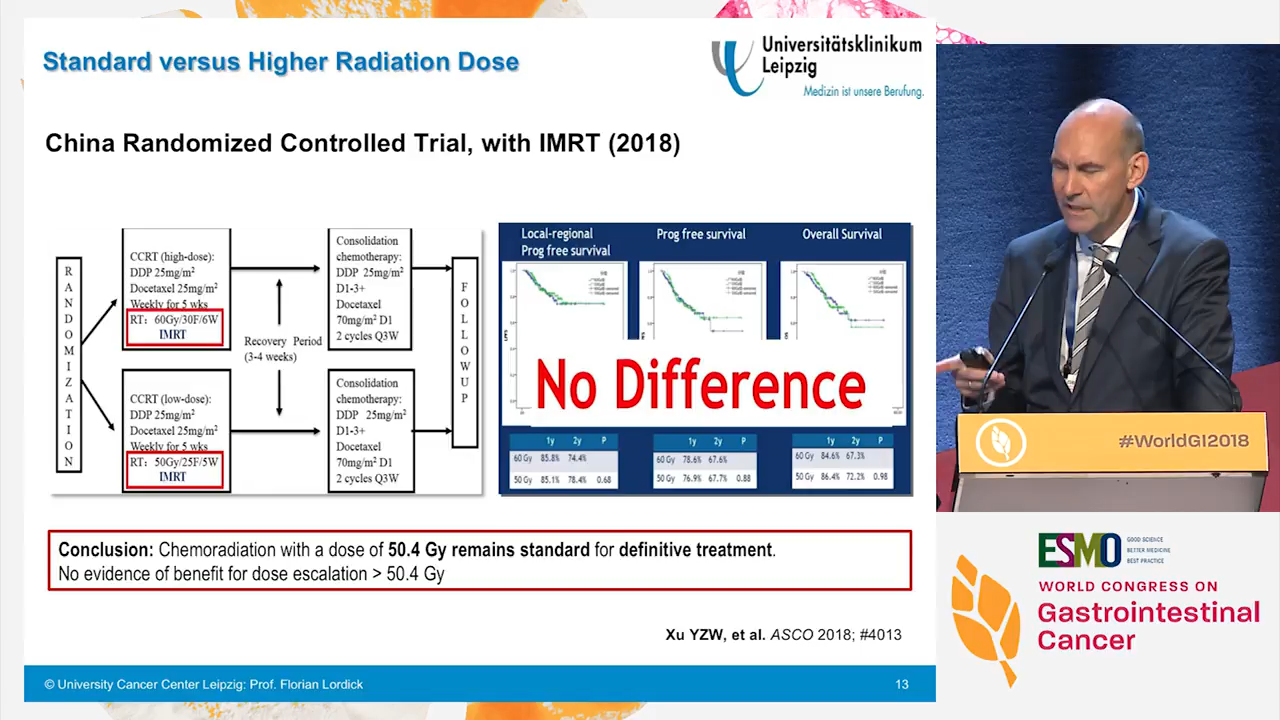 Standard versus Higher Radiation Dose
Universitätsklinikum
Leipzig
Medizin ist unsere Berufung.
China Randomized Controlled Trial, with IMRT (2018)
RANDOMIZATION
CCRT (high-dose):
DDP 25mg/m²
Docetaxel 25mg/m²
Weekly for 5 wks
RT: 60Gy/30F/6W
IMRT
Consolidation
chemotherapy:
DDP 25mg/m²
D1-3+
Docetaxel
70mg/m² D1
2 cycles Q3W
Recovery Period
(3-4 weeks)
CCRT (low-dose):
DDP 25mg/m²
Docetaxel 25mg/m²
Weekly for 5 wks
RT: 50Gy/25F/5W
IMRT
Consolidation
chemotherapy:
DDP 25mg/m²
D1-3+
Docetaxel
70mg/m² D1
2 cycles Q3W
FOLLOWUP
Local-regional
Prog free survival
Prog free survival
Overall Survival
No Difference
1y 2y P
60 Gy 85.8% 74.4%
50 Gy 85.1% 78.4% 0.68
1y 2y P
60 Gy 78.6% 67.6%
50 Gy 76.9% 67.7% 0.88
1y 2y P
60 Gy 84.6% 67.3%
50 Gy 86.4% 72.2% 0.98
Conclusion: Chemoradiation with a dose of 50.4 Gy remains standard for definitive treatment.
No evidence of benefit for dose escalation > 50.4 Gy
Xu YZW, et al. ASCO 2018; #4013
© University Cancer Center Leipzig: Prof. Florian Lordick
13
#WorldGI2018
ESMO
GOOD SCIENCE
BETTER MEDICINE
BEST PRACTICE
WORLD CONGRESS ON
Gastrointestinal
Cancer